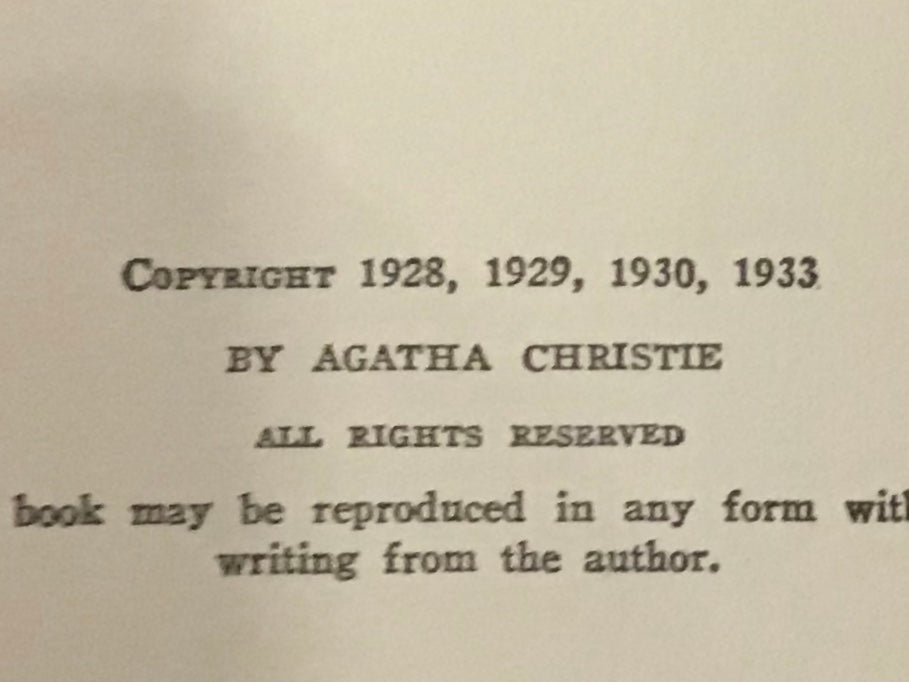 COPYRIGHT 1928, 1929, 1930, 1933
BY AGATHA CHRISTIE
ALL RIGHTS RESERVED
book may be reproduced in any form
writing from the author.